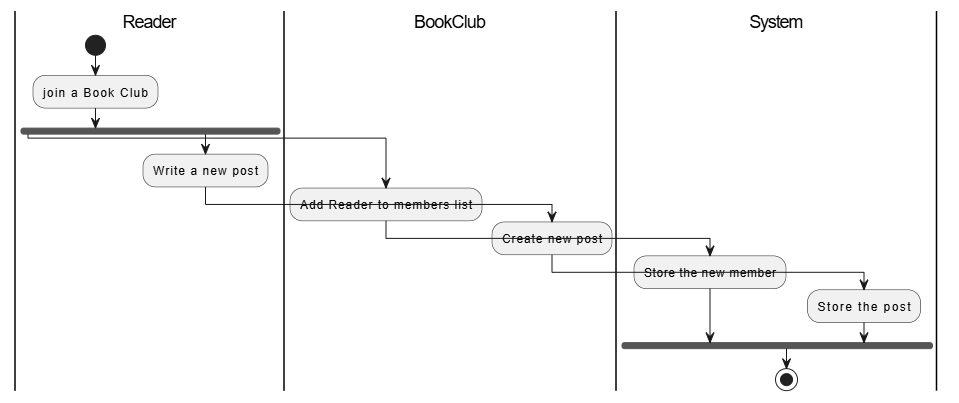 Reader
BookClub
System
join a Book Club
Write a new post
Add Reader to members list
Create new post
Store the new member
Store the post